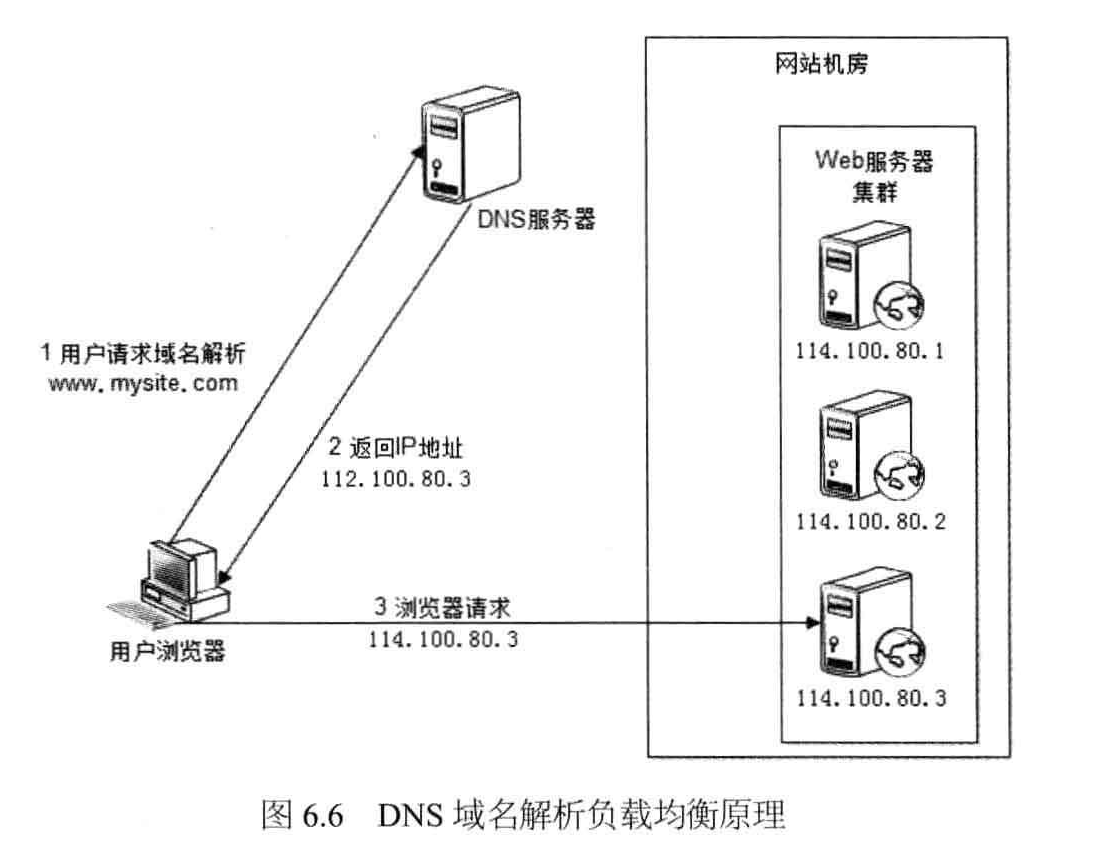 网站机房
Web服务器
集群
DNS服务器
114.100.80.1
1 用户请求域名解析
www.mysite.com
2 返回IP地址
112.100.80.3
114.100.80.2
3 浏览器请求
114.100.80.3
用户浏览器
114.100.80.3
图 6.6 DNS 域名解析负载均衡原理